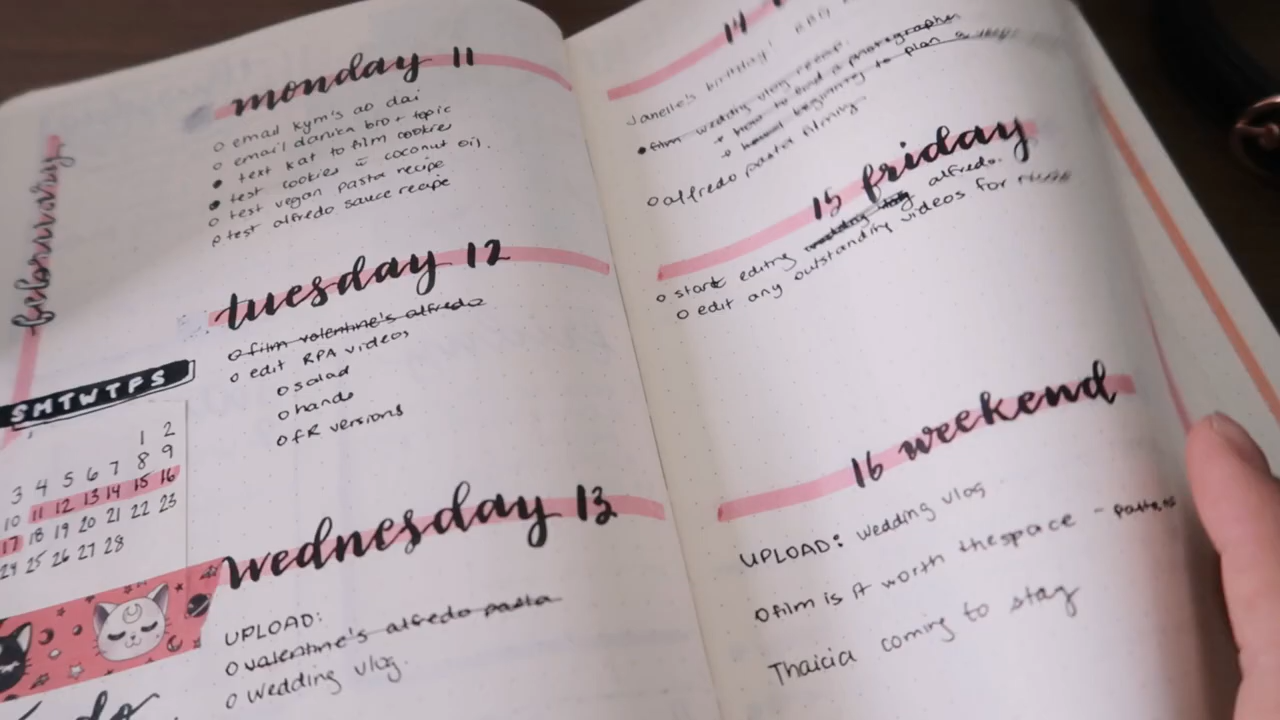 february
SMTWTFS
1 2
3 4 5 6 7 8 9
10 11 12 13 14 15 16
17 18 19 20 21 22 23
24 25 26 27 28
monday 11
o email kym's ao dai
o email danika bio + topic
• text kat to film cookies
• test cookies = coconut oil.
o test vegan pasta recipe
o test alfredo sauce recipe
tuesday 12
o film valentine's alfredo
o edit RPA videos
o salad
o hands
o FR versions
wednesday 13
UPLOAD:
o valentine's alfredo pasta
o wedding vlog.
14
Janelle's birthday!
• film wedding vlog recap.
→ how to find a photographer
→ beginning to plan a
o alfredo pasta filming
15 friday
o start editing alfredo.
o edit any outstanding videos for
16 weekend
UPLOAD: wedding vlog
o film is it worth the space -
Thaicia coming to stay